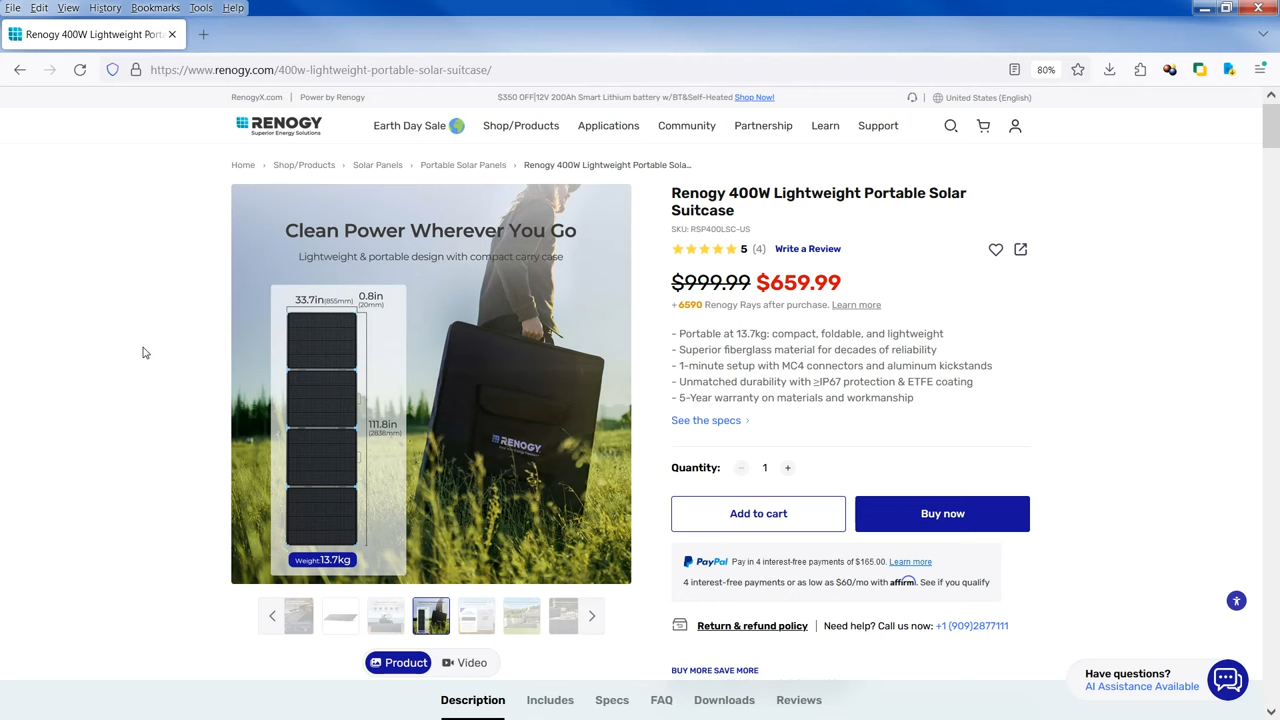 File Edit View History Bookmarks Tools Help
Renogy 400W Lightweight Port
https://www.renogy.com/400w-lightweight-portable-solar-suitcase/
80%
RenogyX.com | Power by Renogy
$350 OFF|12V 200Ah Smart Lithium battery w/BT&Self-Heated Shop Now!
United States (English)
RENOGY
Superior Energy Solutions
Earth Day Sale Shop/Products Applications Community Partnership Learn Support
Home › Shop/Products › Solar Panels › Portable Solar Panels › Renogy 400W Lightweight Portable Sola...
Clean Power Wherever You Go
Lightweight & portable design with compact carry case
33.7in(855mm)
0.8in
(20mm)
111.8in
(2838mm)
RENOGY
Weight:13.7kg
Product
Video
Renogy 400W Lightweight Portable Solar
Suitcase
SKU: RSP400LSC-US
5 (4) Write a Review
$999.99 $659.99
+6590 Renogy Rays after purchase. Learn more
- Portable at 13.7kg: compact, foldable, and lightweight
- Superior fiberglass material for decades of reliability
- 1-minute setup with MC4 connectors and aluminum kickstands
- Unmatched durability with ≥IP67 protection & ETFE coating
- 5-Year warranty on materials and workmanship
See the specs ›
Quantity: − 1 +
Add to cart
Buy now
PayPal Pay in 4 interest-free payments of $165.00. Learn more
4 interest-free payments or as low as $60/mo with affirm. See if you qualify
Return & refund policy | Need help? Call us now: +1 (909)2877111
BUY MORE SAVE MORE
Have questions?
AI Assistance Available
Description Includes Specs FAQ Downloads Reviews